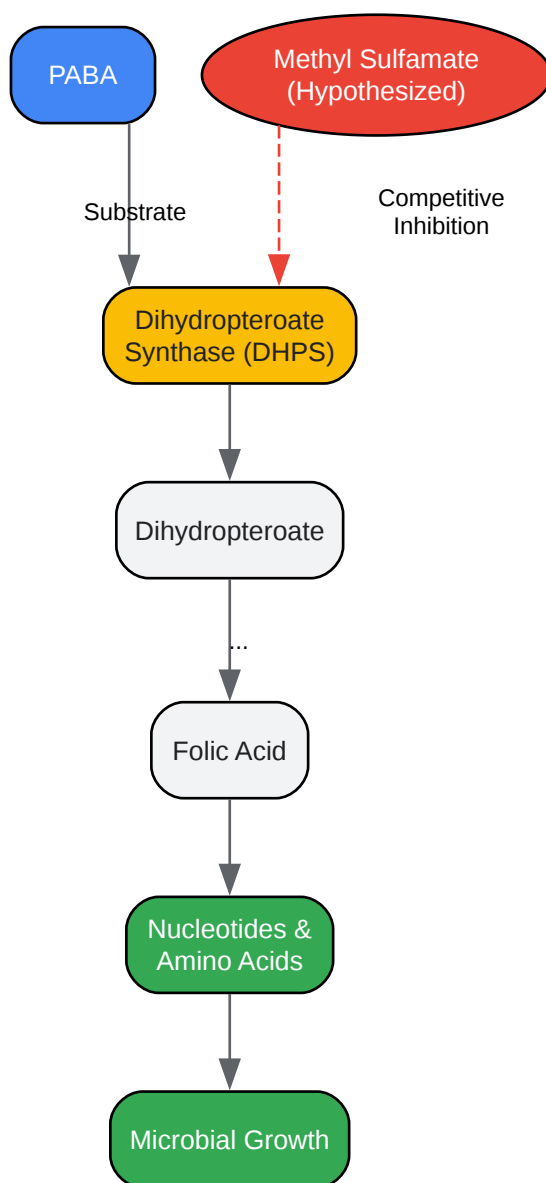 PABA
Methyl Sulfamate
(Hypothesized)
Substrate
Competitive
Inhibition
Dihydropteroate
Synthase (DHPS)
Dihydropteroate
...
Folic Acid
Nucleotides &
Amino Acids
Microbial Growth